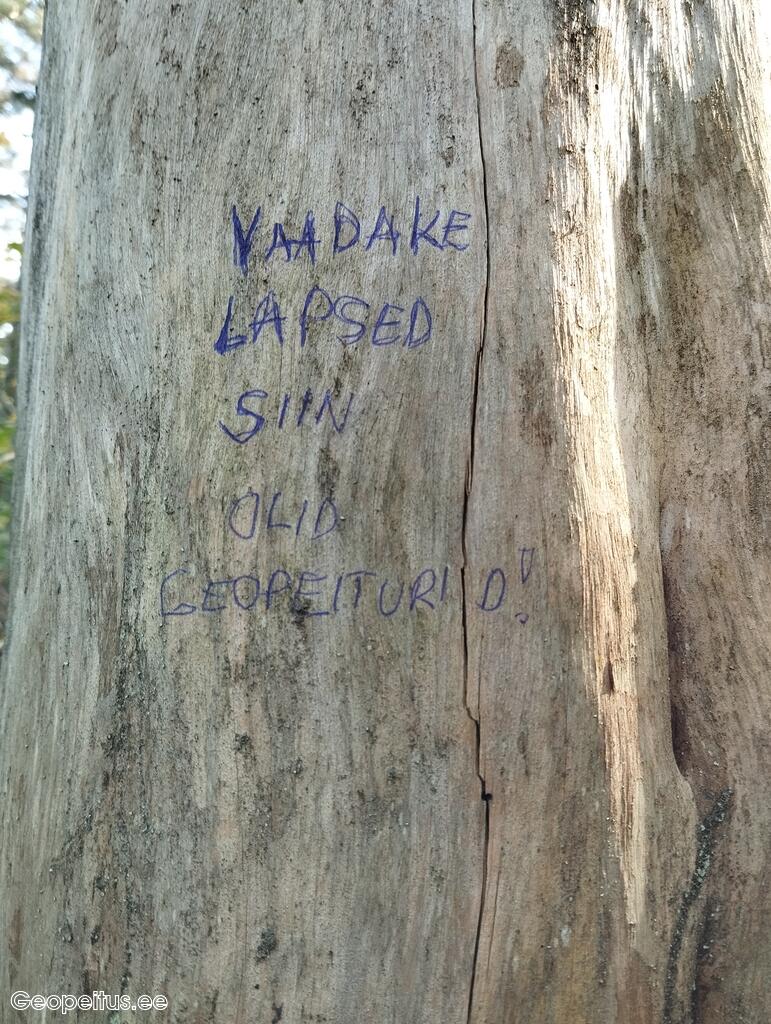 VAADAKE
LAPSED
SIIN
OLID
GEOPEITURID!
Geopeitus.ee